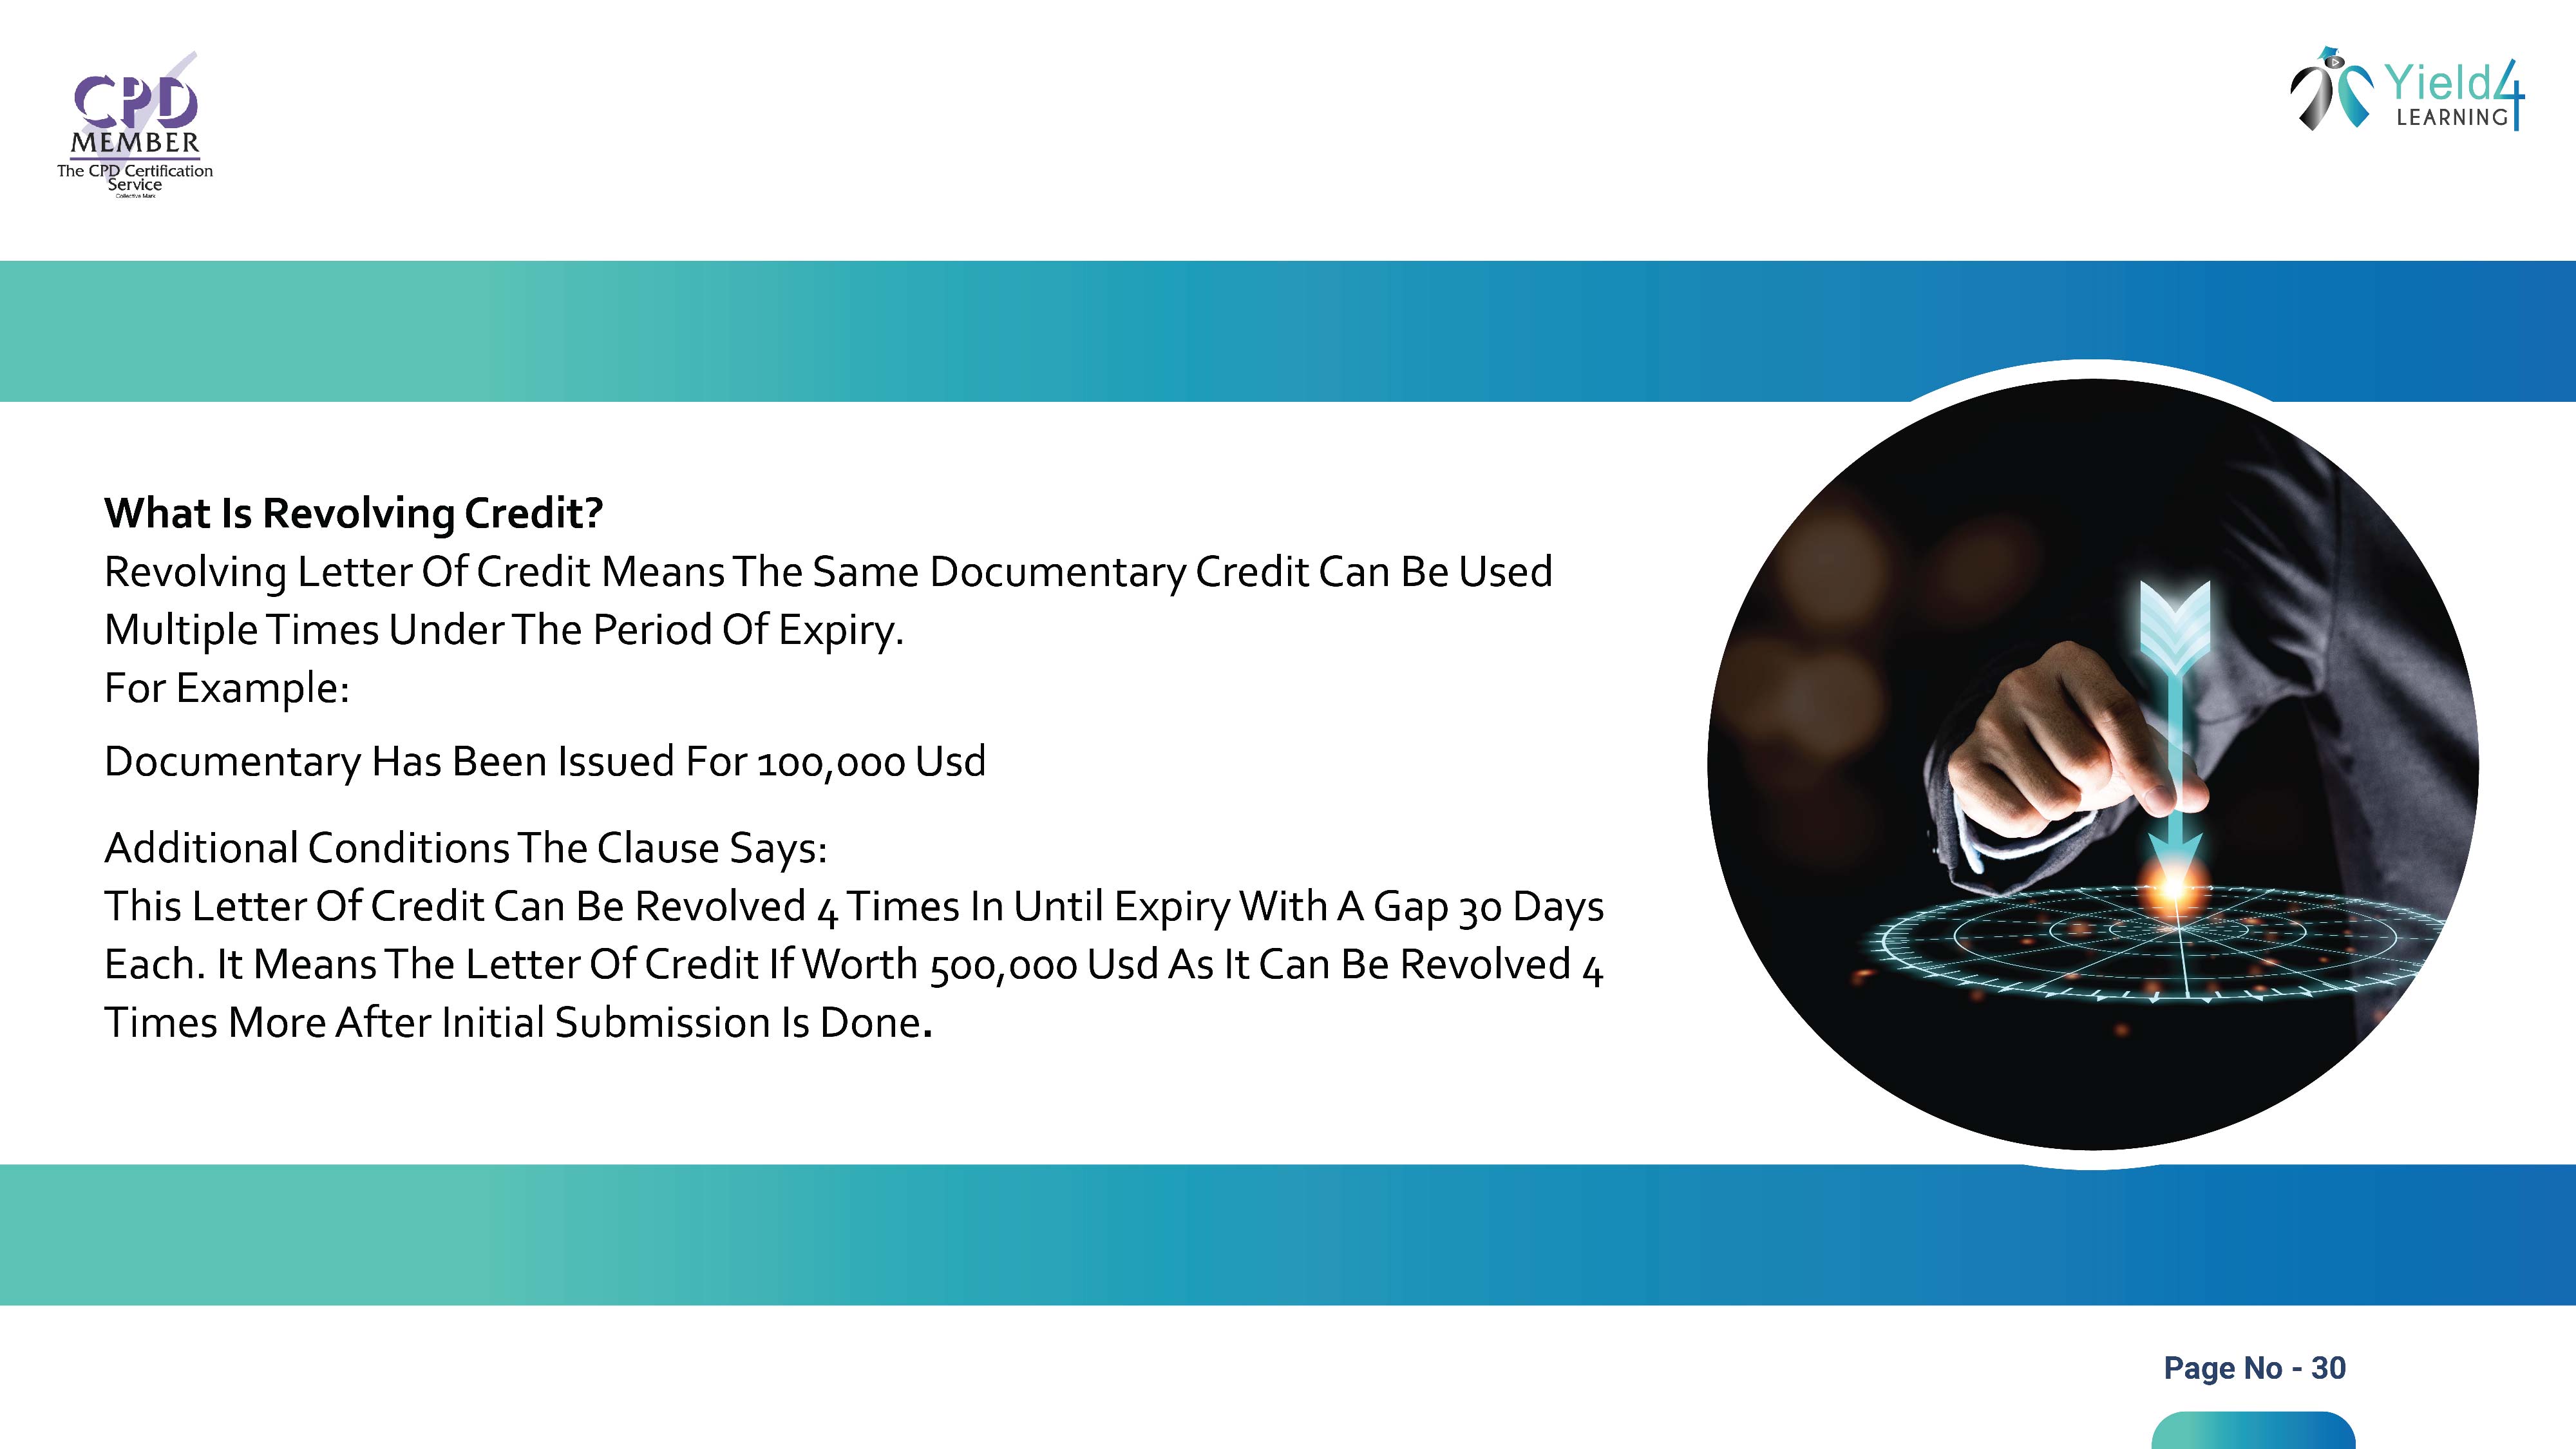 CPD
MEMBER
The CPD Certification
Service
Collective Mark
Yield4
LEARNING
What Is Revolving Credit?
Revolving Letter Of Credit Means The Same Documentary Credit Can Be Used
Multiple Times Under The Period Of Expiry.
For Example:
Documentary Has Been Issued For 100,000 Usd
Additional Conditions The Clause Says:
This Letter Of Credit Can Be Revolved 4 Times In Until Expiry With A Gap 30 Days
Each. It Means The Letter Of Credit If Worth 500,000 Usd As It Can Be Revolved 4
Times More After Initial Submission Is Done.
Page No - 30